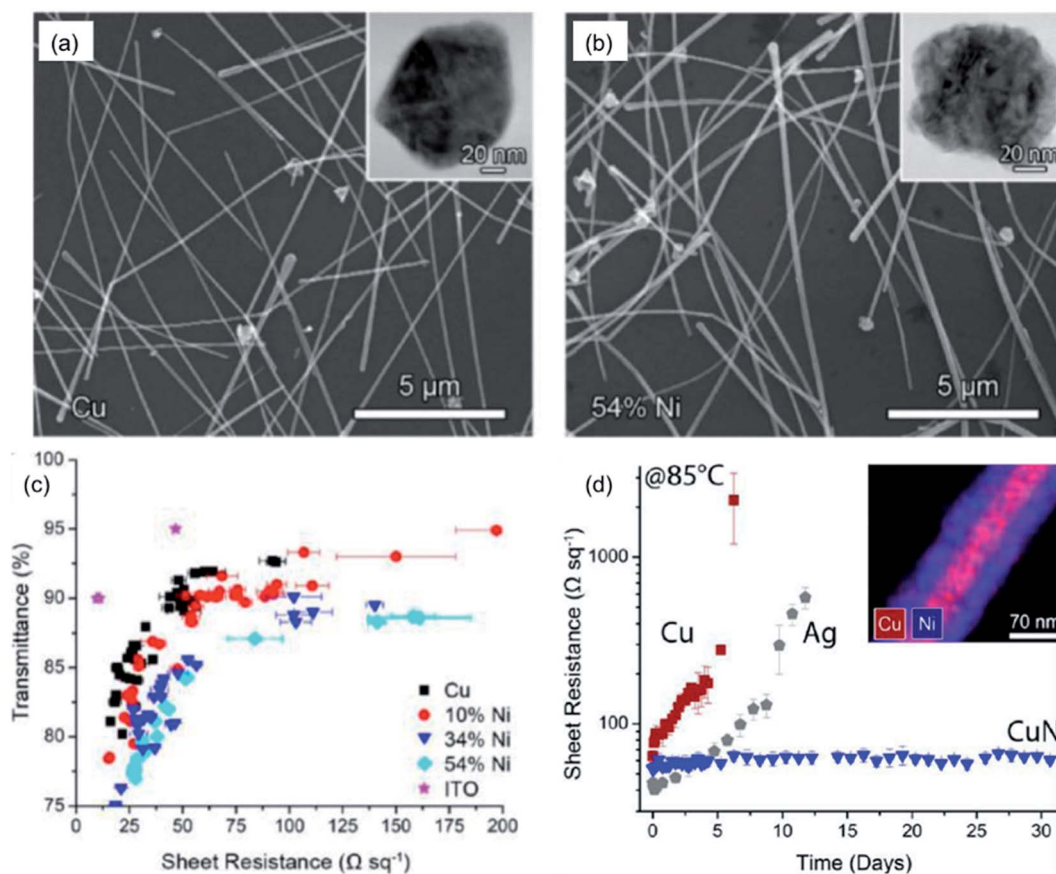 (a)
20 nm
Cu
5 µm
(b)
20 nm
54% Ni
5 µm
(c)
100
95
90
85
80
75
Transmittance (%)
Cu
10% Ni
34% Ni
54% Ni
ITO
0 25 50 75 100 125 150 175 200
Sheet Resistance (Ω sq⁻¹)
(d)
@85°C
1000
100
Sheet Resistance (Ω sq⁻¹)
Cu
Ag
CuN
Cu Ni
70 nm
0 5 10 15 20 25 30
Time (Days)